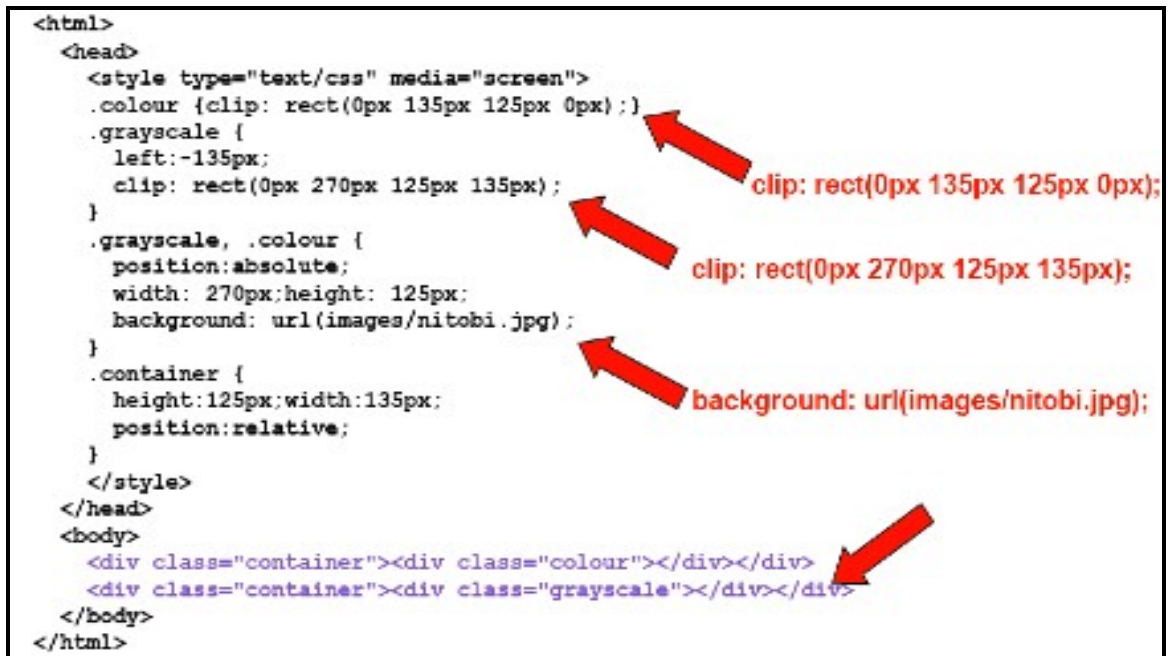 <html>
<head>
<style type="text/css" media="screen">
.colour {clip: rect(0px 135px 125px 0px);}
.grayscale {
left:-135px;
clip: rect(0px 270px 125px 135px);
}
.grayscale, .colour {
position:absolute;
width: 270px;height: 125px;
background: url(images/nitobi.jpg);
}
.container {
height:125px;width:135px;
position:relative;
}
</style>
</head>
<body>
<div class="container"><div class="colour"></div></div>
<div class="container"><div class="grayscale"></div></div>
</body>
</html>
clip: rect(0px 135px 125px 0px);
clip: rect(0px 270px 125px 135px);
background: url(images/nitobi.jpg);